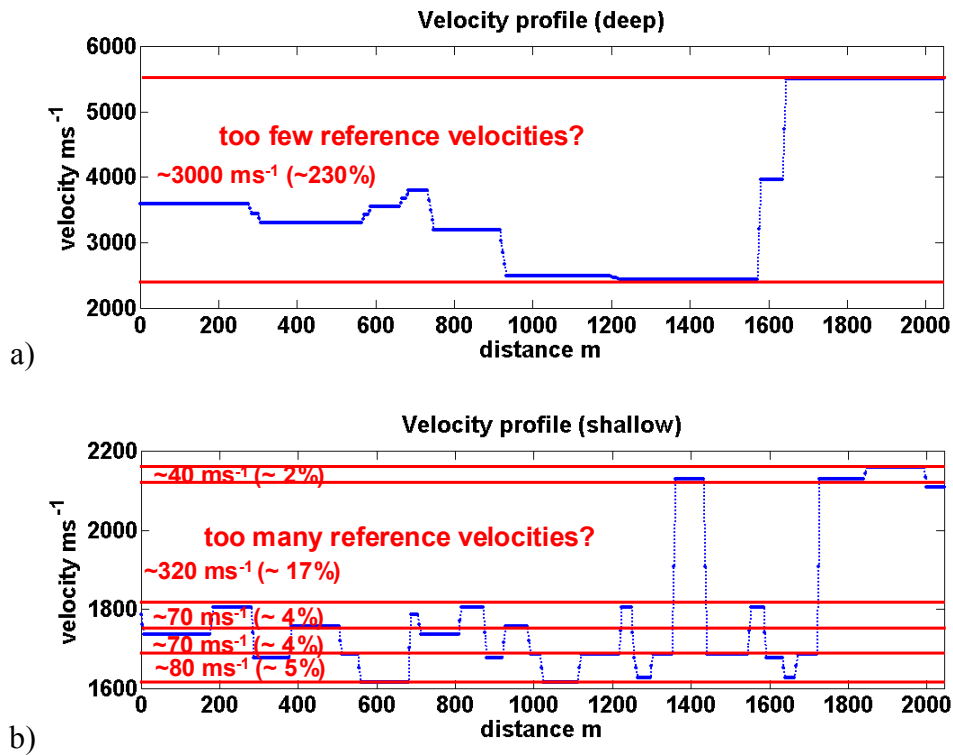 Velocity profile (deep)
6000
5000
4000
3000
2000
velocity ms⁻¹
too few reference velocities?
~3000 ms⁻¹ (~230%)
0 200 400 600 800 1000 1200 1400 1600 1800 2000
distance m
a)
Velocity profile (shallow)
2200
2100
2000
1900
1800
1700
1600
velocity ms⁻¹
~40 ms⁻¹ (~ 2%)
too many reference velocities?
~320 ms⁻¹ (~ 17%)
~70 ms⁻¹ (~ 4%)
~70 ms⁻¹ (~ 4%)
~80 ms⁻¹ (~ 5%)
0 200 400 600 800 1000 1200 1400 1600 1800 2000
distance m
b)